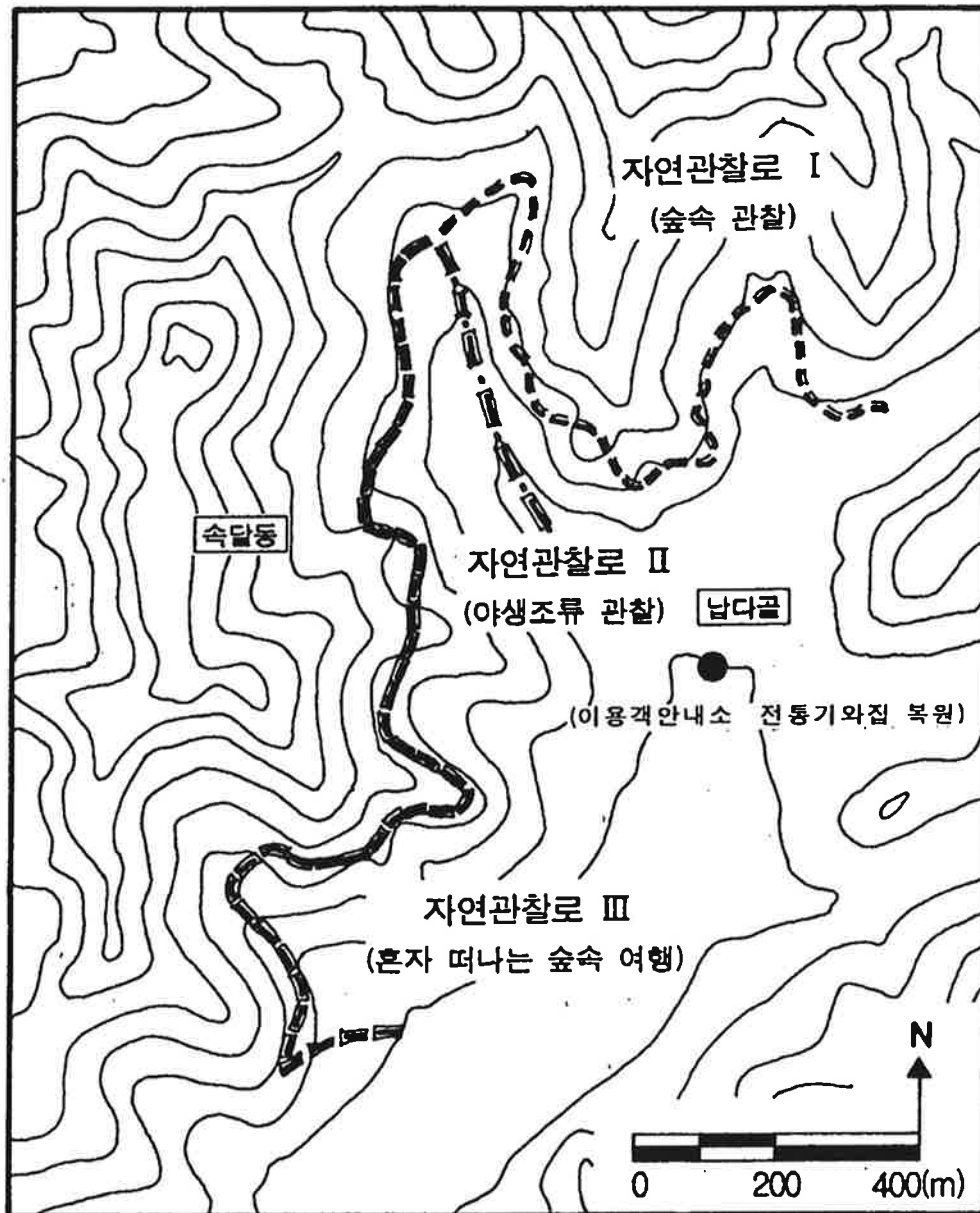 자연관찰로 Ⅰ
(숲속 관찰)
속달동
자연관찰로 Ⅱ
(야생조류 관찰)
납다골
(이용객안내소 전통기와집 복원)
자연관찰로 Ⅲ
(혼자 떠나는 숲속 여행)
N
0 200 400(m)